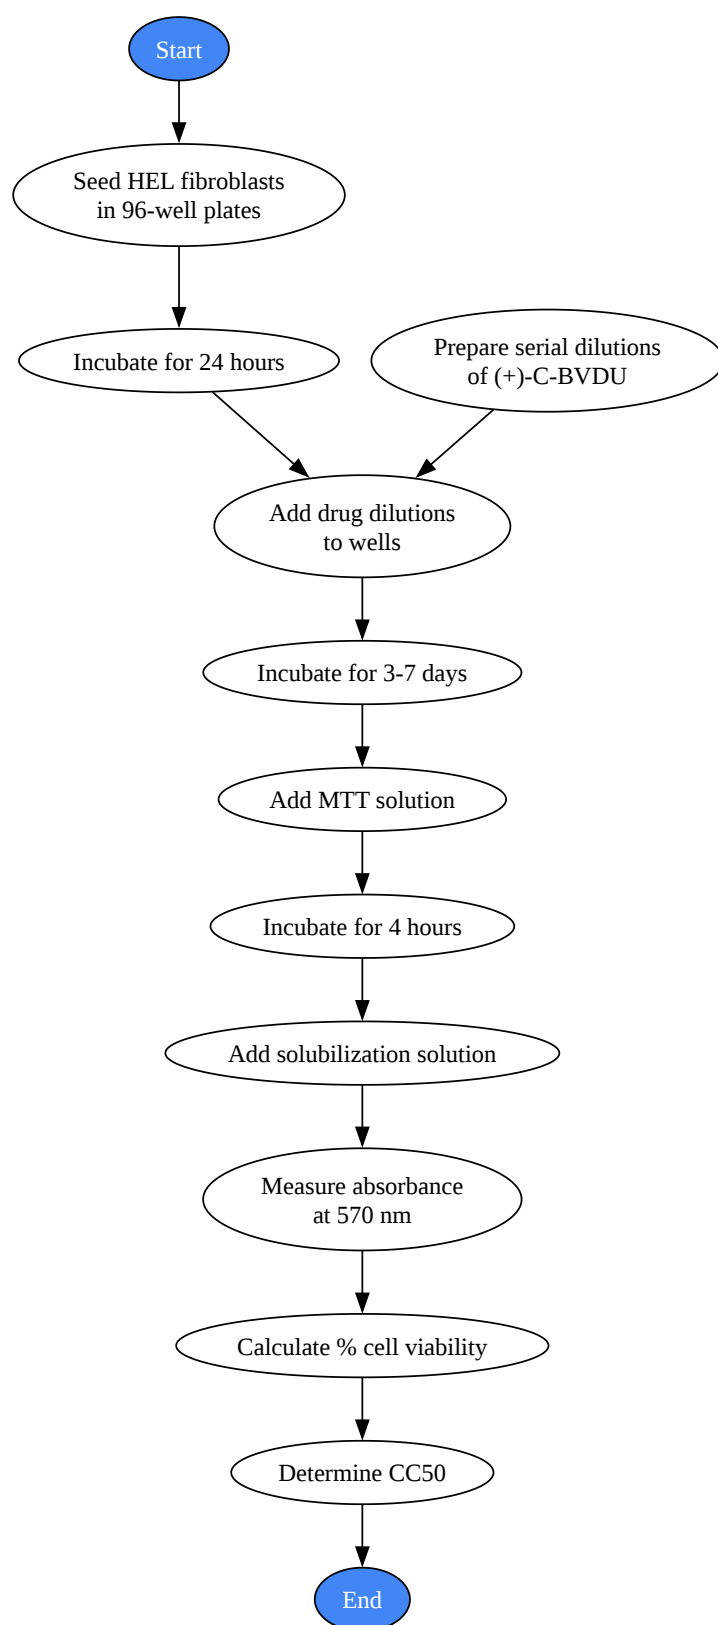 Start
Seed HEL fibroblasts
in 96-well plates
Incubate for 24 hours
Prepare serial dilutions
of (+)-C-BVDU
Add drug dilutions
to wells
Incubate for 3-7 days
Add MTT solution
Incubate for 4 hours
Add solubilization solution
Measure absorbance
at 570 nm
Calculate % cell viability
Determine CC50
End